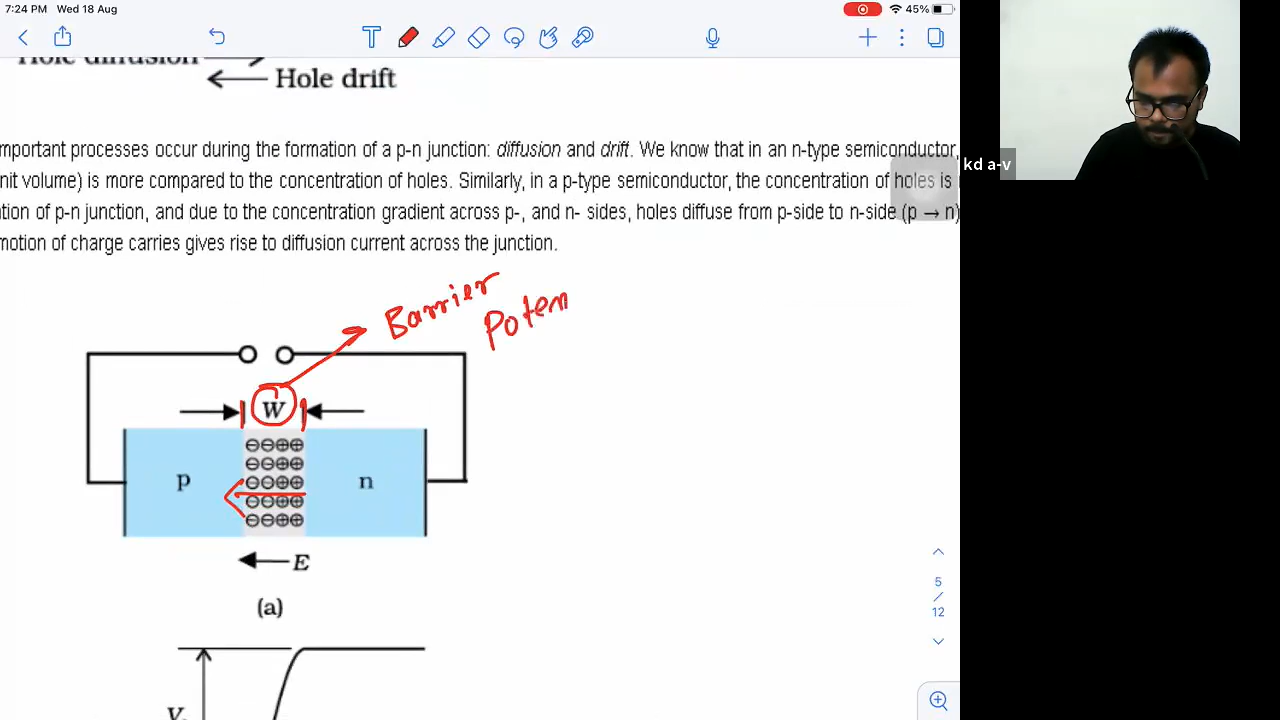 7:24 PM Wed 18 Aug
45%
Hole diffusion
Hole drift
mportant processes occur during the formation of a p-n junction: diffusion and drift. We know that in an n-type semiconductor,
nit volume) is more compared to the concentration of holes. Similarly, in a p-type semiconductor, the concentration of holes is
ation of p-n junction, and due to the concentration gradient across p-, and n- sides, holes diffuse from p-side to n-side (p → n)
motion of charge carries gives rise to diffusion current across the junction.
kd a-v
Barrier
Poten
W
p
n
E
(a)
V
5
/
12